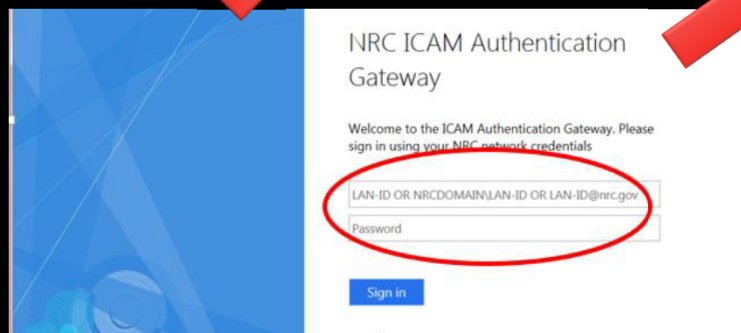 NRC ICAM Authentication
Gateway
Welcome to the ICAM Authentication Gateway. Please
sign in using your NRC network credentials
LAN-ID OR NRCDOMAIN\LAN-ID OR LAN-ID@nrc.gov
Password
Sign in